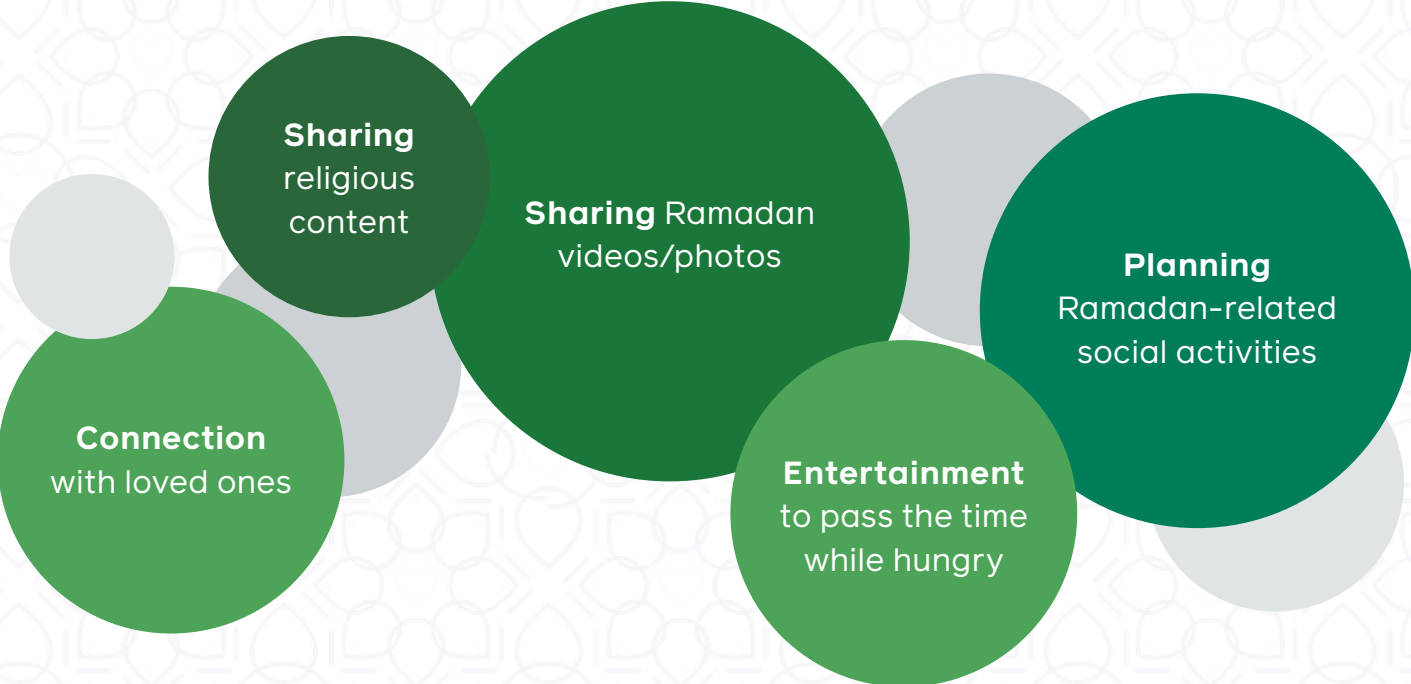 Sharing
religious
content
Sharing Ramadan
videos/photos
Planning
Ramadan-related
social activities
Connection
with loved ones
Entertainment
to pass the time
while hungry